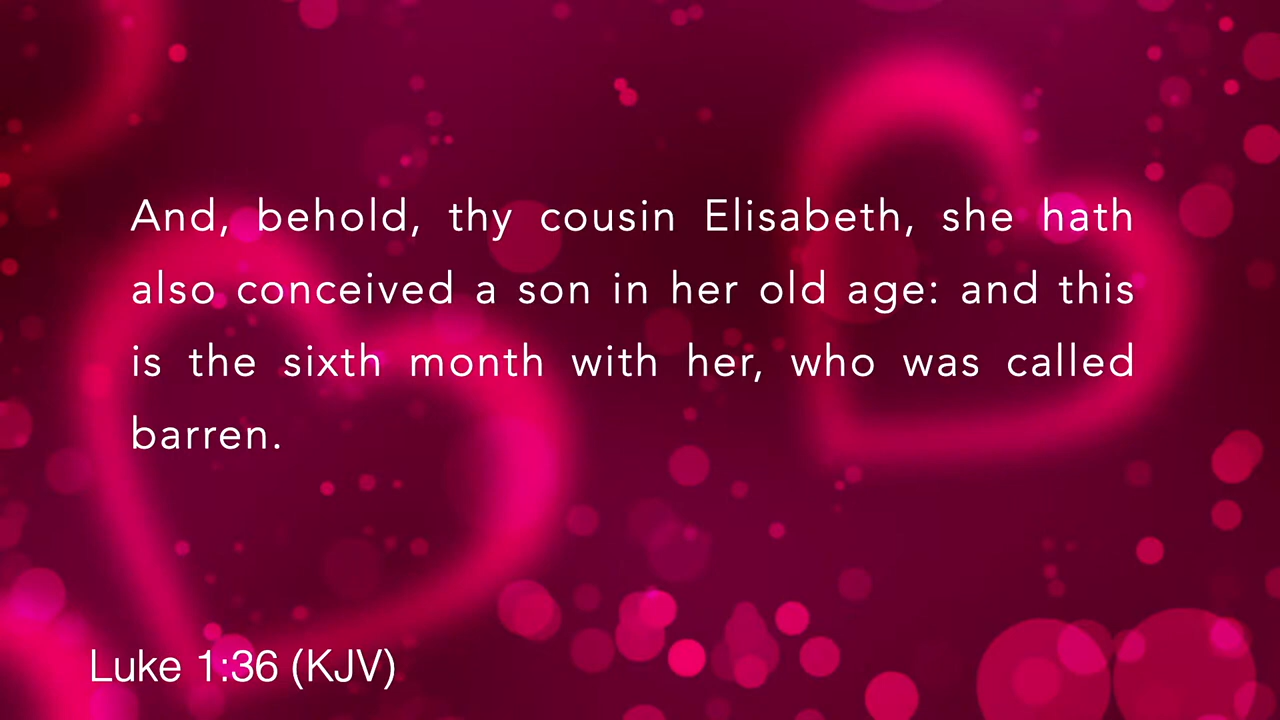 And, behold, thy cousin Elisabeth, she hath
also conceived a son in her old age: and this
is the sixth month with her, who was called
barren.
Luke 1:36 (KJV)